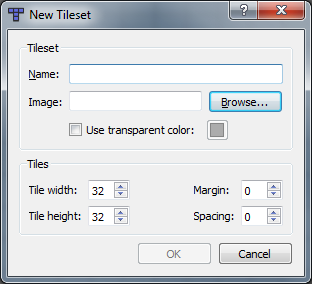 New Tileset
Tileset
Name:
Image: Browse...
Use transparent color:
Tiles
Tile width: 32 Margin: 0
Tile height: 32 Spacing: 0
OK Cancel